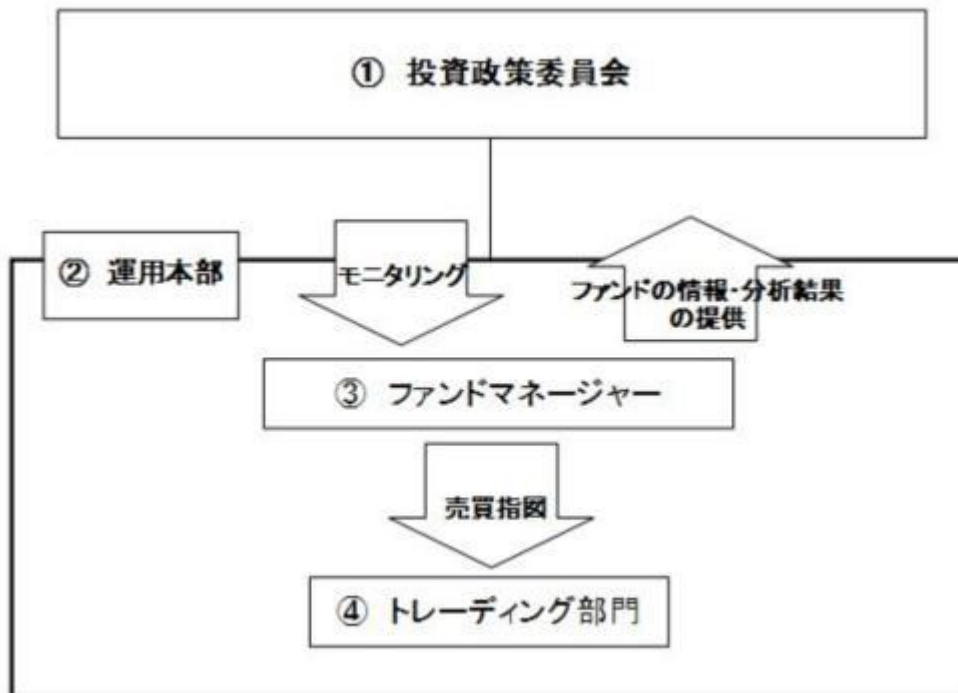 ① 投資政策委員会
② 運用本部
モニタリング
ファンドの情報・分析結果
の提供
③ ファンドマネージャー
売買指図
④ トレーディング部門